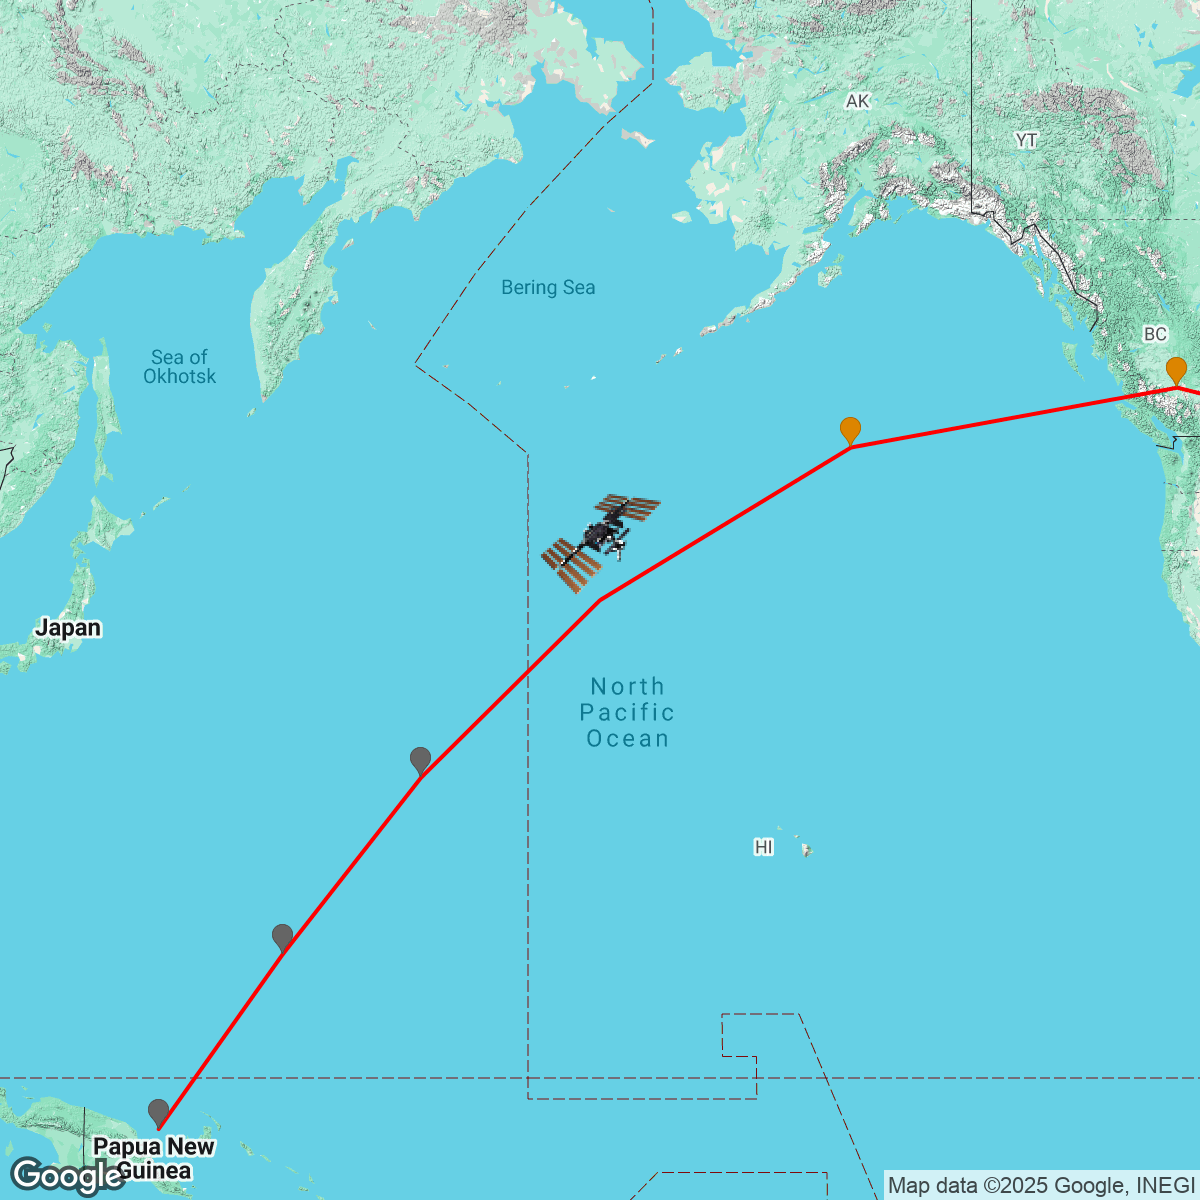 AK
YT
Bering Sea
BC
Sea of
Okhotsk
Japan
North
Pacific
Ocean
HI
Papua New
Guinea
Google
Map data ©2025 Google, INEGI